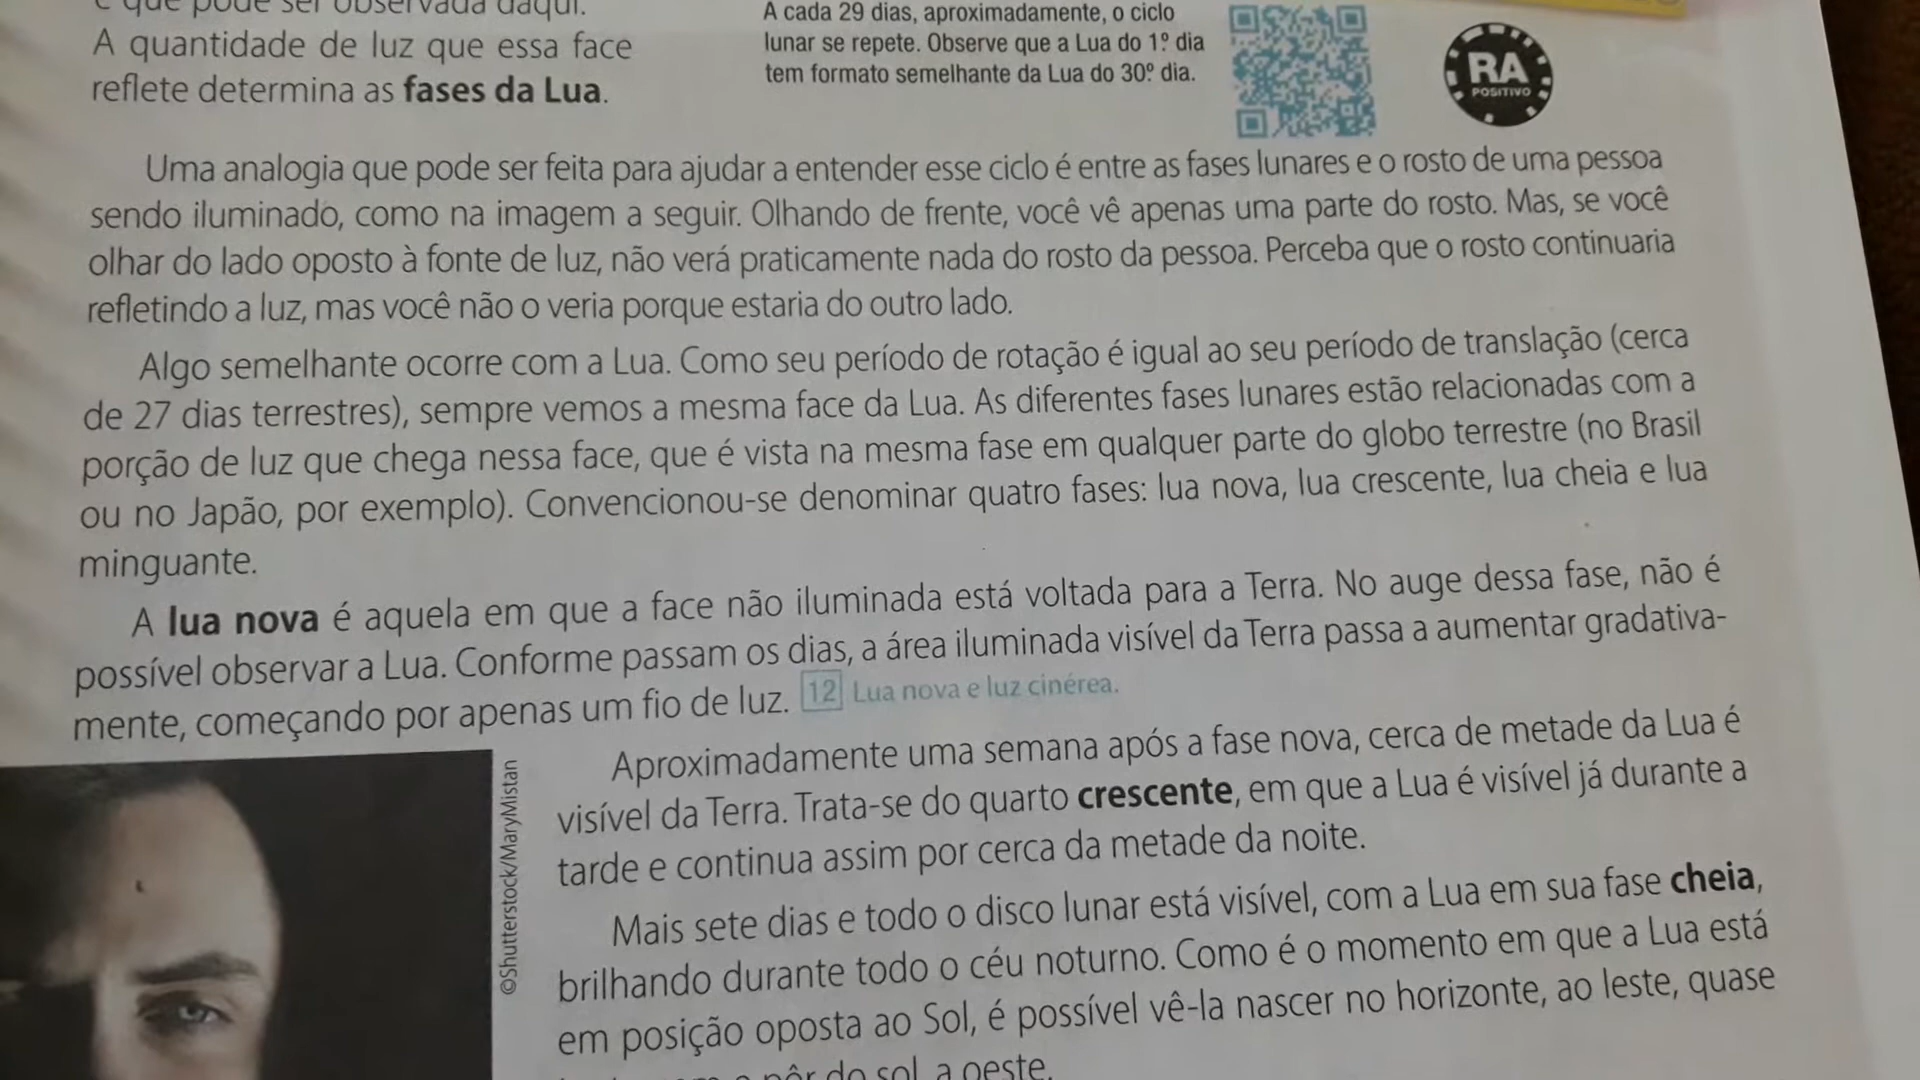 A quantidade de luz que essa face
reflete determina as fases da Lua.
A cada 29 dias, aproximadamente, o ciclo
lunar se repete. Observe que a Lua do 1º dia
tem formato semelhante da Lua do 30º dia.
RA
POSITIVO
Uma analogia que pode ser feita para ajudar a entender esse ciclo é entre as fases lunares e o rosto de uma pessoa
sendo iluminado, como na imagem a seguir. Olhando de frente, você vê apenas uma parte do rosto. Mas, se você
olhar do lado oposto à fonte de luz, não verá praticamente nada do rosto da pessoa. Perceba que o rosto continuaria
refletindo a luz, mas você não o veria porque estaria do outro lado.
Algo semelhante ocorre com a Lua. Como seu período de rotação é igual ao seu período de translação (cerca
de 27 dias terrestres), sempre vemos a mesma face da Lua. As diferentes fases lunares estão relacionadas com a
porção de luz que chega nessa face, que é vista na mesma fase em qualquer parte do globo terrestre (no Brasil
ou no Japão, por exemplo). Convencionou-se denominar quatro fases: lua nova, lua crescente, lua cheia e lua
minguante.
A lua nova é aquela em que a face não iluminada está voltada para a Terra. No auge dessa fase, não é
possível observar a Lua. Conforme passam os dias, a área iluminada visível da Terra passa a aumentar gradativa-
mente, começando por apenas um fio de luz. 12 Lua nova e luz cinérea.
©Shutterstock/MaryMistan
Aproximadamente uma semana após a fase nova, cerca de metade da Lua é
visível da Terra. Trata-se do quarto crescente, em que a Lua é visível já durante a
tarde e continua assim por cerca da metade da noite.
Mais sete dias e todo o disco lunar está visível, com a Lua em sua fase cheia,
brilhando durante todo o céu noturno. Como é o momento em que a Lua está
em posição oposta ao Sol, é possível vê-la nascer no horizonte, ao leste, quase
pôr do sol, a oeste.